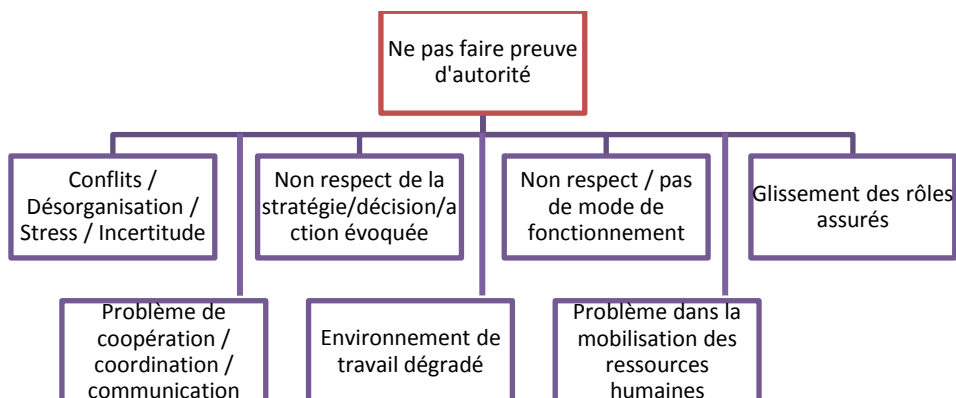 Ne pas faire preuve
d'autorité
Conflits /
Désorganisation /
Stress / Incertitude
Non respect de la
stratégie/décision/a
ction évoquée
Non respect / pas
de mode de
fonctionnement
Glissement des rôles
assurés
Problème de
coopération /
coordination /
communication
Environnement de
travail dégradé
Problème dans la
mobilisation des
ressources
humaines